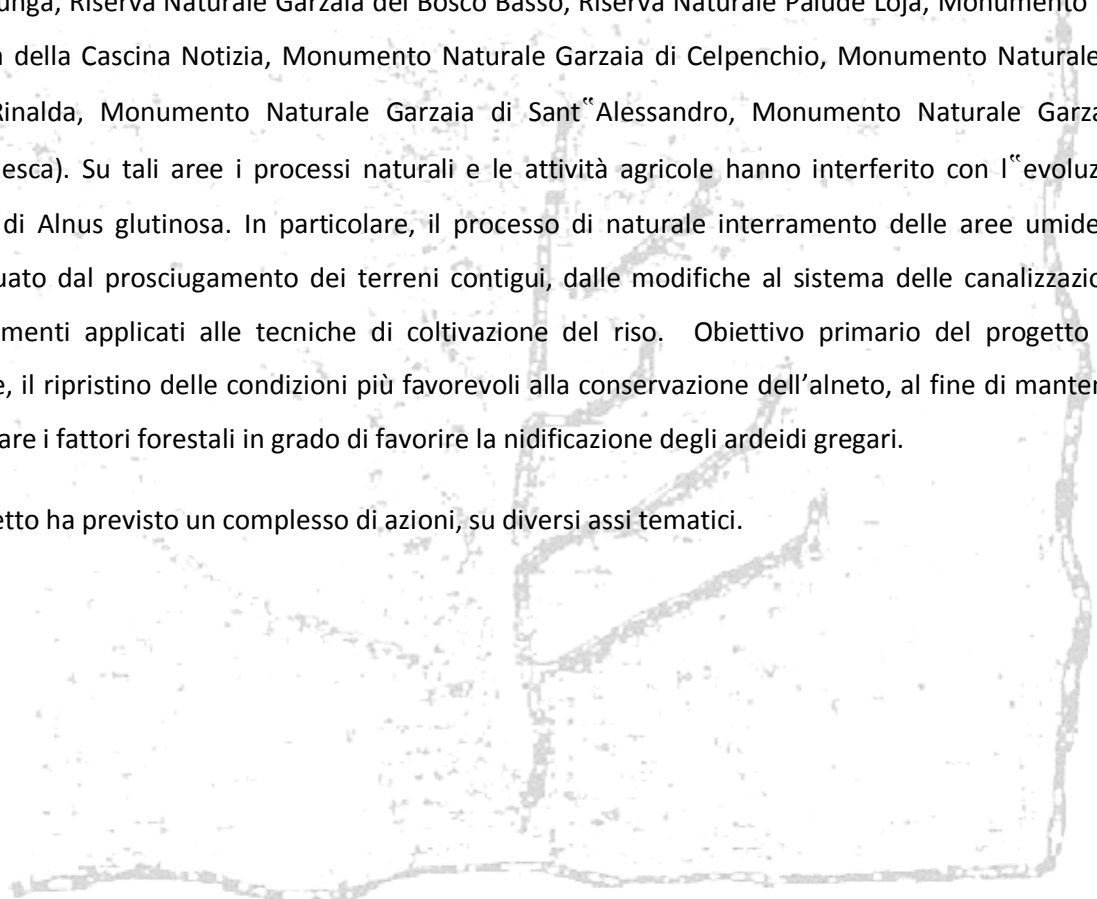 unga, Riserva Naturale Garzaia del Bosco Basso, Riserva Naturale Palude Loja, Monumento
della Cascina Notizia, Monumento Naturale Garzaia di Celpenchio, Monumento Naturale
Rinalda, Monumento Naturale Garzaia di Sant‟Alessandro, Monumento Naturale Garza
esca). Su tali aree i processi naturali e le attività agricole hanno interferito con l‟evoluz
di Alnus glutinosa. In particolare, il processo di naturale interramento delle aree umide
uato dal prosciugamento dei terreni contigui, dalle modifiche al sistema delle canalizzazio
menti applicati alle tecniche di coltivazione del riso. Obiettivo primario del progetto
e, il ripristino delle condizioni più favorevoli alla conservazione dell’alneto, al fine di manten
are i fattori forestali in grado di favorire la nidificazione degli ardeidi gregari.
etto ha previsto un complesso di azioni, su diversi assi tematici.